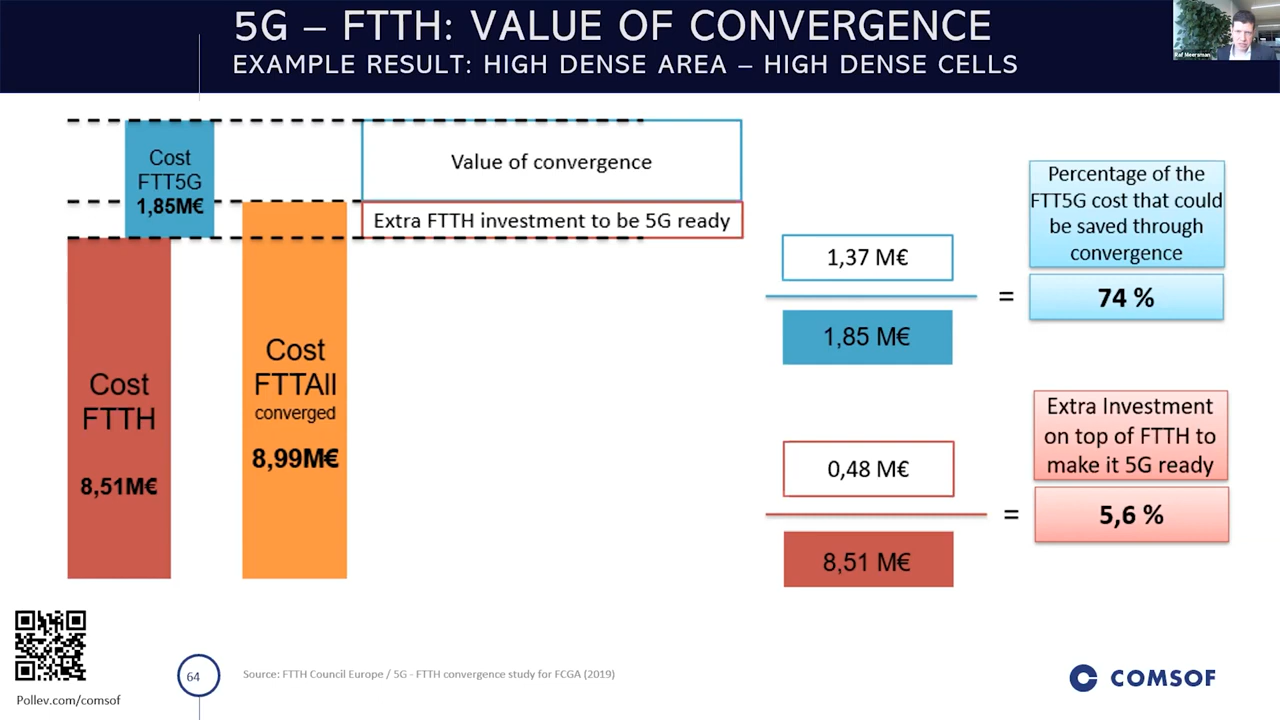 5G – FTTH: VALUE OF CONVERGENCE
EXAMPLE RESULT: HIGH DENSE AREA – HIGH DENSE CELLS
Raf Meersman
Cost
FTT5G
1,85M€
Value of convergence
Extra FTTH investment to be 5G ready
Cost
FTTH
8,51M€
Cost
FTTAll
converged
8,99M€
1,37 M€
1,85 M€
=
Percentage of the
FTT5G cost that could
be saved through
convergence
74 %
0,48 M€
8,51 M€
=
Extra Investment
on top of FTTH to
make it 5G ready
5,6 %
Pollev.com/comsof
64
Source: FTTH Council Europe / 5G - FTTH convergence study for FCGA (2019)
COMSOF